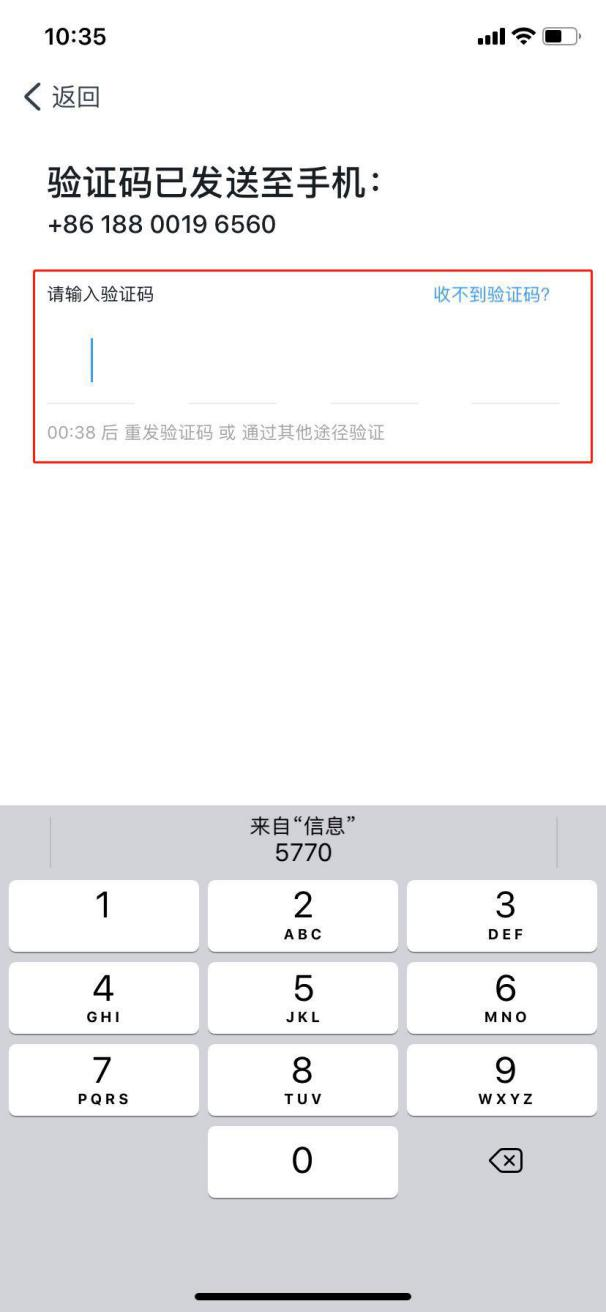 10:35
返回
验证码已发送至手机：
+86 188 0019 6560
请输入验证码 收不到验证码?
00:38 后 重发验证码 或 通过其他途径验证
来自“信息”
5770
1 2 3
ABC DEF
4 5 6
GHI JKL MNO
7 8 9
PQRS TUV WXYZ
0